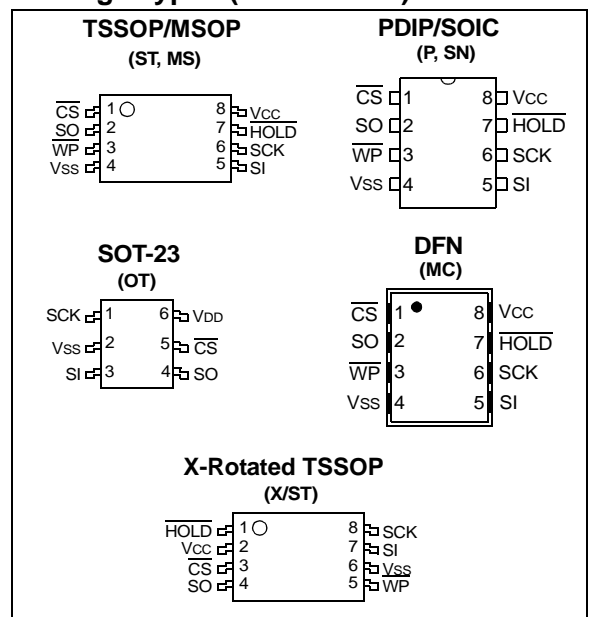 TSSOP/MSOP
(ST, MS)
CS 1 8 VCC
SO 2 7 HOLD
WP 3 6 SCK
VSS 4 5 SI
PDIP/SOIC
(P, SN)
CS 1 8 VCC
SO 2 7 HOLD
WP 3 6 SCK
VSS 4 5 SI
SOT-23
(OT)
SCK 1 6 VDD
VSS 2 5 CS
SI 3 4 SO
DFN
(MC)
CS 1 8 VCC
SO 2 7 HOLD
WP 3 6 SCK
VSS 4 5 SI
X-Rotated TSSOP
(X/ST)
HOLD 1 8 SCK
VCC 2 7 SI
CS 3 6 VSS
SO 4 5 WP